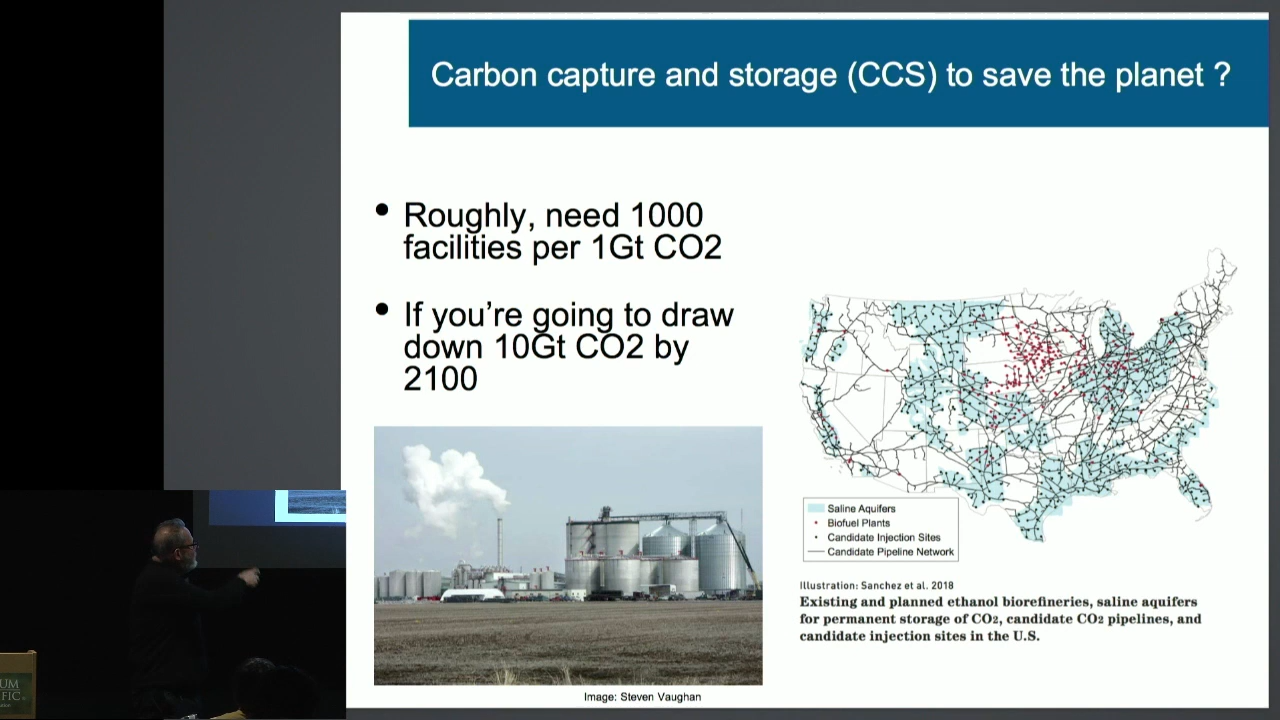 Carbon capture and storage (CCS) to save the planet ?
• Roughly, need 1000
facilities per 1Gt CO2
• If you’re going to draw
down 10Gt CO2 by
2100
Saline Aquifers
Biofuel Plants
Candidate Injection Sites
Candidate Pipeline Network
Illustration: Sanchez et al. 2018
Existing and planned ethanol biorefineries, saline aquifers
for permanent storage of CO2, candidate CO2 pipelines, and
candidate injection sites in the U.S.
Image: Steven Vaughan
UM
FIC